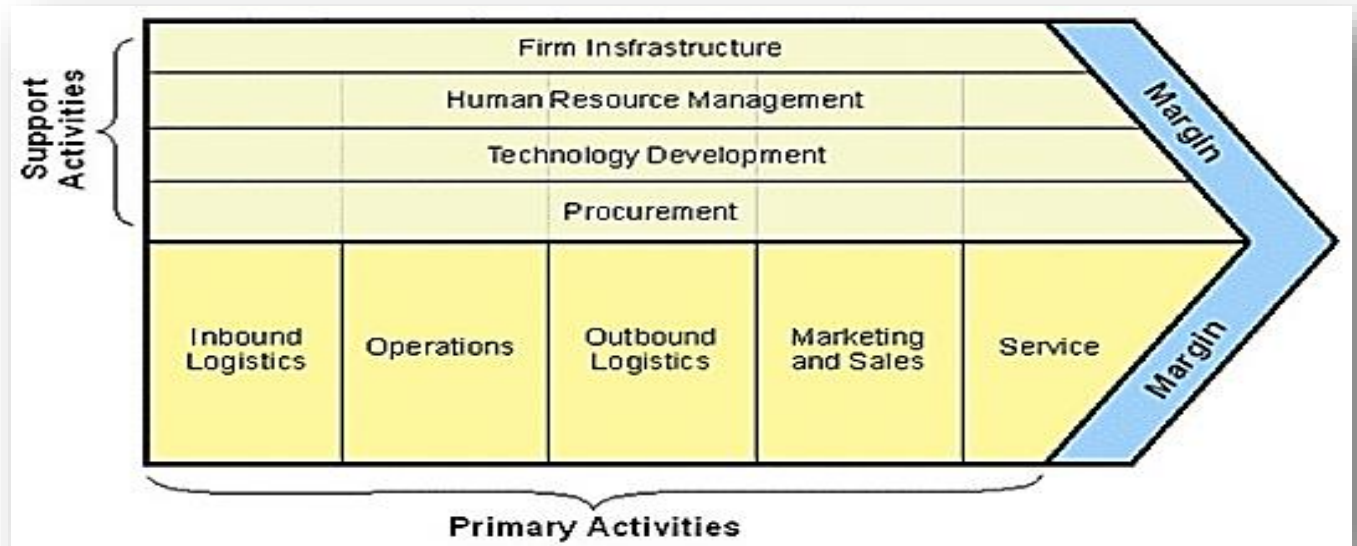 Support
Activities
Firm Insfrastructure
Human Resource Management
Technology Development
Procurement
Margin
Inbound
Logistics
Operations
Outbound
Logistics
Marketing
and Sales
Service
Margin
Primary Activities